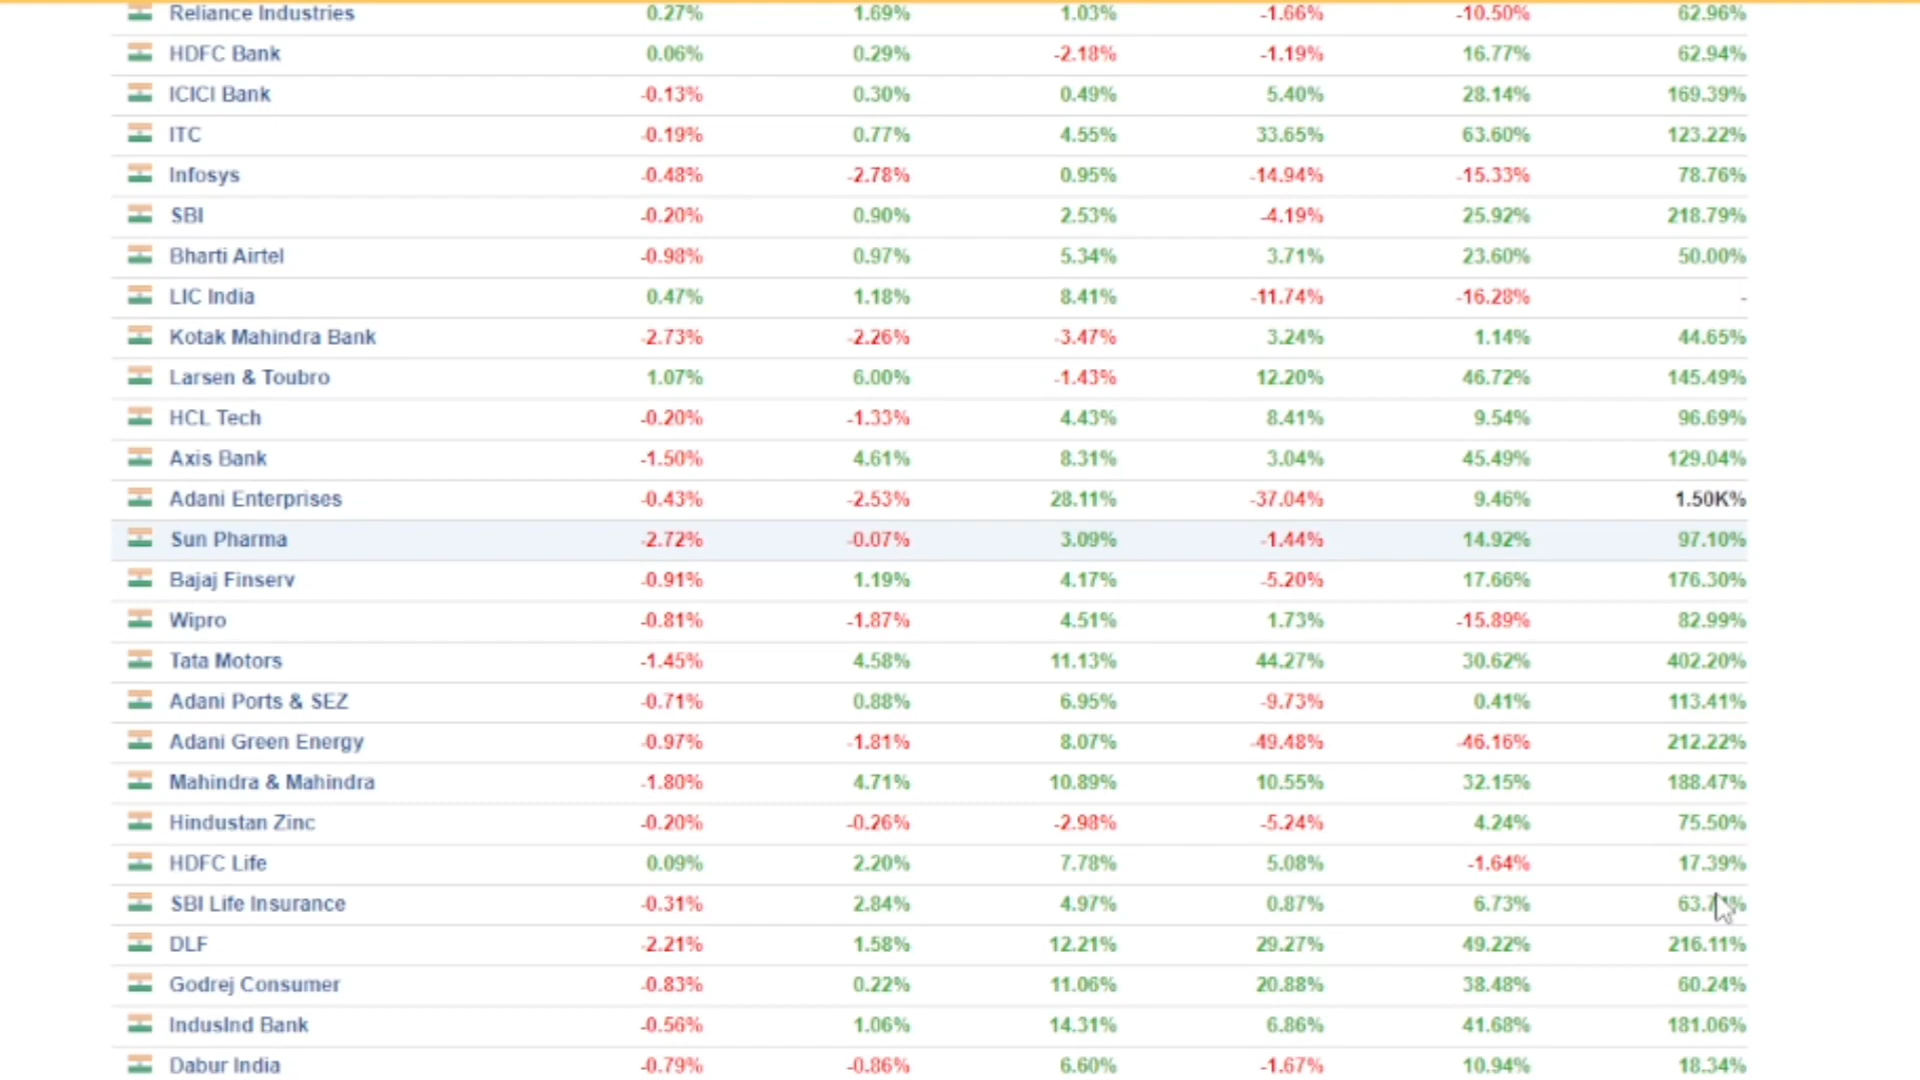 Reliance Industries 0.27% 1.69% 1.03% -1.66% -10.50% 62.96%
HDFC Bank 0.06% 0.29% -2.18% -1.19% 16.77% 62.94%
ICICI Bank -0.13% 0.30% 0.49% 5.40% 28.14% 169.39%
ITC -0.19% 0.77% 4.55% 33.65% 63.60% 123.22%
Infosys -0.48% -2.78% 0.95% -14.94% -15.33% 78.76%
SBI -0.20% 0.90% 2.53% -4.19% 25.92% 218.79%
Bharti Airtel -0.98% 0.97% 5.34% 3.71% 23.60% 50.00%
LIC India 0.47% 1.18% 8.41% -11.74% -16.28% -
Kotak Mahindra Bank -2.73% -2.26% -3.47% 3.24% 1.14% 44.65%
Larsen & Toubro 1.07% 6.00% -1.43% 12.20% 46.72% 145.49%
HCL Tech -0.20% -1.33% 4.43% 8.41% 9.54% 96.69%
Axis Bank -1.50% 4.61% 8.31% 3.04% 45.49% 129.04%
Adani Enterprises -0.43% -2.53% 28.11% -37.04% 9.46% 1.50K%
Sun Pharma -2.72% -0.07% 3.09% -1.44% 14.92% 97.10%
Bajaj Finserv -0.91% 1.19% 4.17% -5.20% 17.66% 176.30%
Wipro -0.81% -1.87% 4.51% 1.73% -15.89% 82.99%
Tata Motors -1.45% 4.58% 11.13% 44.27% 30.62% 402.20%
Adani Ports & SEZ -0.71% 0.88% 6.95% -9.73% 0.41% 113.41%
Adani Green Energy -0.97% -1.81% 8.07% -49.48% -46.16% 212.22%
Mahindra & Mahindra -1.80% 4.71% 10.89% 10.55% 32.15% 188.47%
Hindustan Zinc -0.20% -0.26% -2.98% -5.24% 4.24% 75.50%
HDFC Life 0.09% 2.20% 7.78% 5.08% -1.64% 17.39%
SBI Life Insurance -0.31% 2.84% 4.97% 0.87% 6.73%
DLF -2.21% 1.58% 12.21% 29.27% 49.22% 216.11%
Godrej Consumer -0.83% 0.22% 11.06% 20.88% 38.48% 60.24%
IndusInd Bank -0.56% 1.06% 14.31% 6.86% 41.68% 181.06%
Dabur India -0.79% -0.86% 6.60% -1.67% 10.94% 18.34%